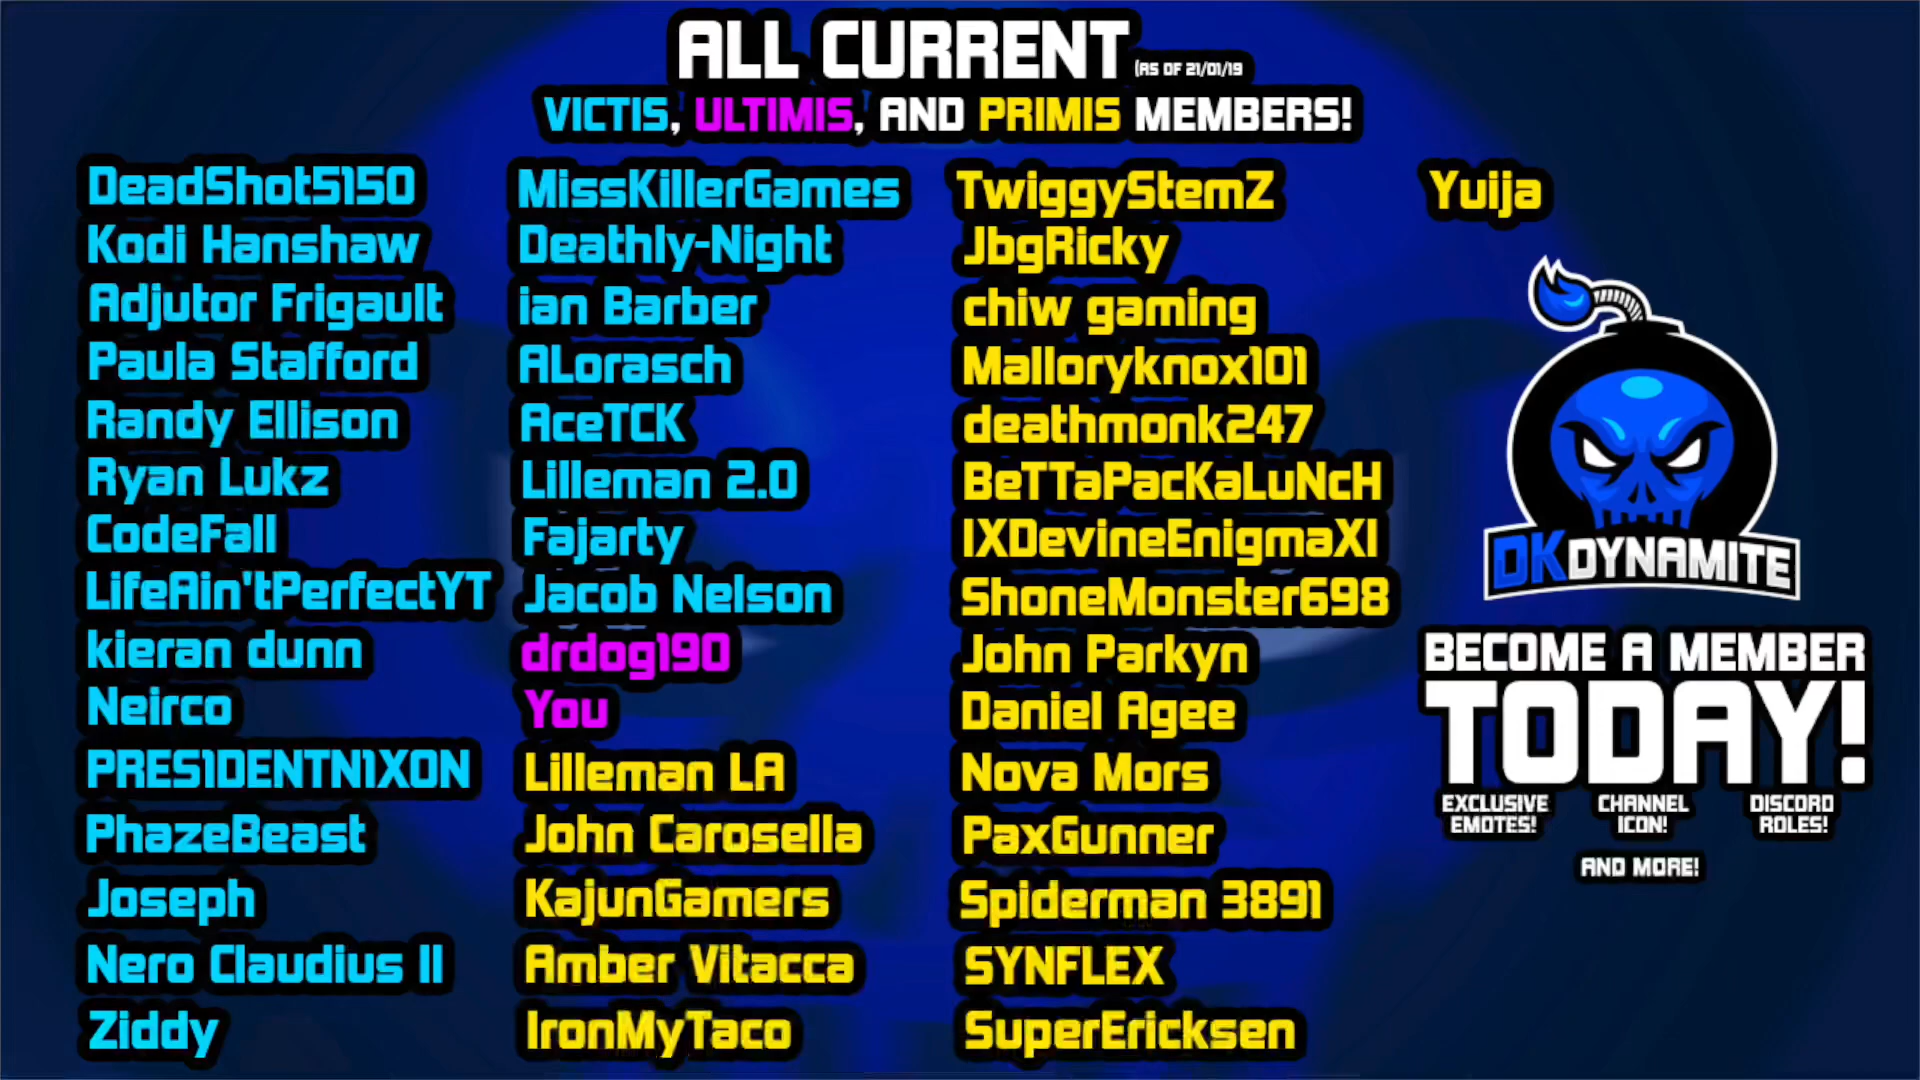 ALL CURRENT (AS OF 21/01/19
VICTIS, ULTIMIS, AND PRIMIS MEMBERS!
DeadShot5150
Kodi Hanshaw
Adjutor Frigault
Paula Stafford
Randy Ellison
Ryan Lukz
CodeFall
LifeAin'tPerfectYT
kieran dunn
Neirco
PRES1DENTN1XON
PhazeBeast
Joseph
Nero Claudius II
Ziddy
MissKillerGames
Deathly-Night
ian Barber
ALorasch
AceTCK
Lilleman 2.0
Fajarty
Jacob Nelson
drdog190
You
Lilleman LA
John Carosella
KajunGamers
Amber Vitacca
IronMyTaco
TwiggyStemZ
JbgRicky
chiw gaming
Malloryknox101
deathmonk247
BeTTaPacKaLuNcH
IXDevineEnigmaXI
ShoneMonster698
John Parkyn
Daniel Agee
Nova Mors
PaxGunner
Spiderman 3891
SYNFLEX
SuperEricksen
Yuija
DKDYNAMITE
BECOME A MEMBER
TODAY!
EXCLUSIVE EMOTES!
CHANNEL ICON!
DISCORD ROLES!
AND MORE!